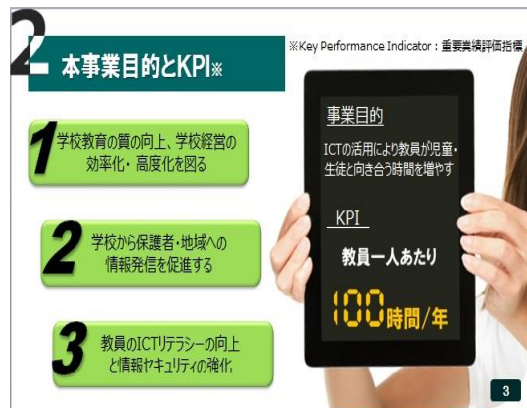 2
本事業目的とKPI※
※Key Performance Indicator：重要業績評価指標
1
学校教育の質の向上、学校経営の
効率化・高度化を図る
2
学校から保護者・地域への
情報発信を促進する
3
教員のICTリテラシーの向上
と情報セキュリティの強化
事業目的
ICTの活用により教員が児童・
生徒と向き合う時間を増やす
KPI
教員一人あたり
100時間/年
3